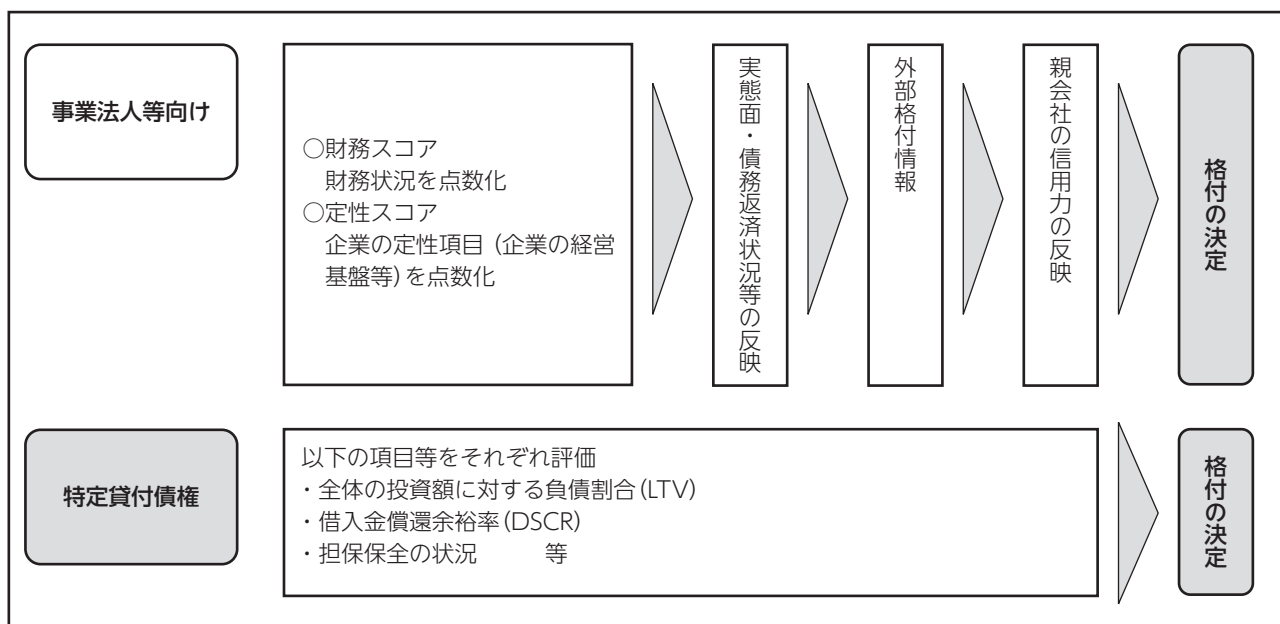 事業法人等向け
○財務スコア
財務状況を点数化
○定性スコア
企業の定性項目（企業の経営
基盤等）を点数化
実態面・債務返済状況等の反映
外部格付情報
親会社の信用力の反映
格付の決定
特定貸付債権
以下の項目等をそれぞれ評価
・全体の投資額に対する負債割合（LTV）
・借入金償還余裕率（DSCR）
・担保保全の状況　　　等
格付の決定